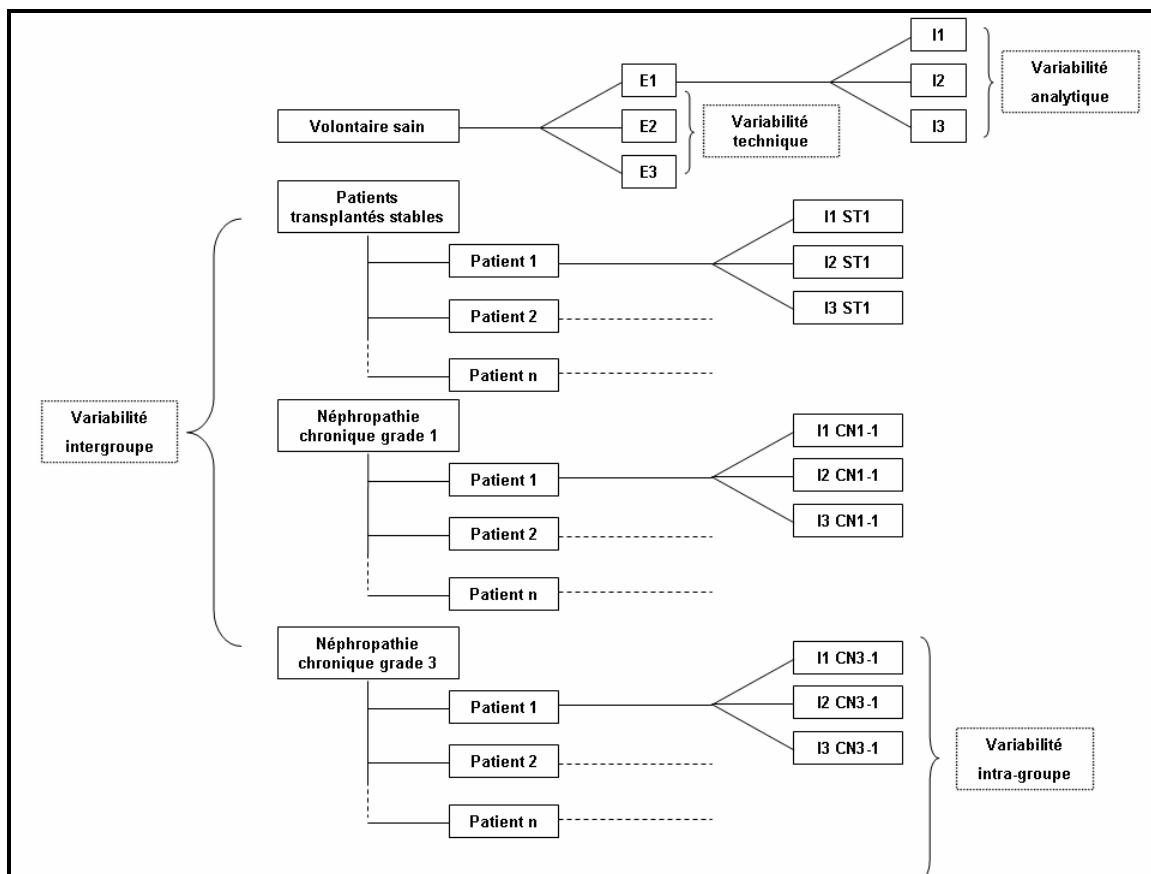 I1
Variabilité
analytique
E1
I2
Volontaire sain
E2
Variabilité
technique
I3
E3
Patients
transplantés stables
I1 ST1
Patient 1
I2 ST1
I3 ST1
Patient 2
Patient n
Variabilité
intergroupe
Néphropathie
chronique grade 1
I1 CN1-1
Patient 1
I2 CN1-1
I3 CN1-1
Patient 2
Patient n
Néphropathie
chronique grade 3
I1 CN3-1
Patient 1
I2 CN3-1
I3 CN3-1
Variabilité
intra-groupe
Patient 2
Patient n